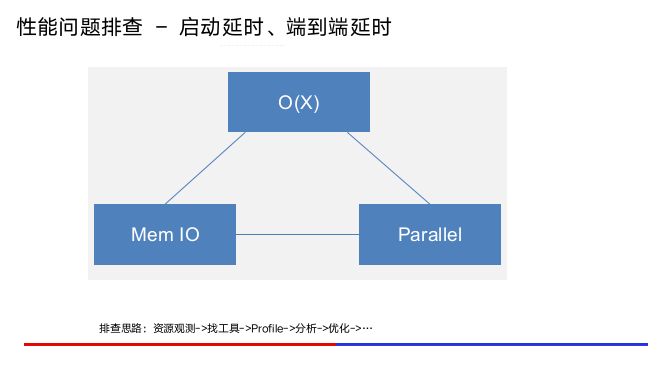 性能问题排查 – 启动延时、端到端延时
O(X)
Mem IO
Parallel
排查思路：资源观测->找工具->Profile->分析->优化->…